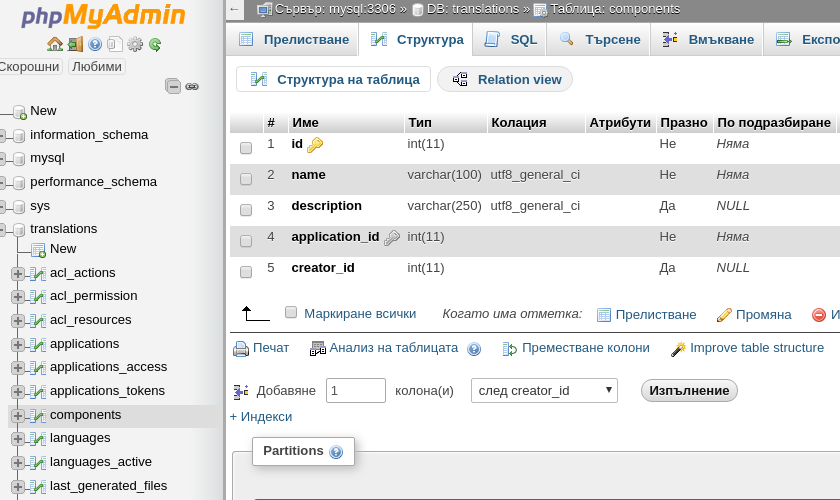 phpMyAdmin
Скорошни Любими
New
information_schema
mysql
performance_schema
sys
translations
New
acl_actions
acl_permission
acl_resources
applications
applications_access
applications_tokens
components
languages
languages_active
last_generated_files
← Сървър: mysql:3306 » DB: translations » Таблица: components
Прелистване Структура SQL Търсене Вмъкване Експо
Структура на таблица Relation view
# Име Тип Колация Атрибути Празно По подразбиране
1 id int(11) Не Няма
2 name varchar(100) utf8_general_ci Не Няма
3 description varchar(250) utf8_general_ci Да NULL
4 application_id int(11) Не Няма
5 creator_id int(11) Да NULL
Маркиране всички Когато има отметка: Прелистване Промяна И
Печат Анализ на таблицата Преместване колони Improve table structure
Добавяне 1 колона(и) след creator_id Изпълнение
+ Индекси
Partitions